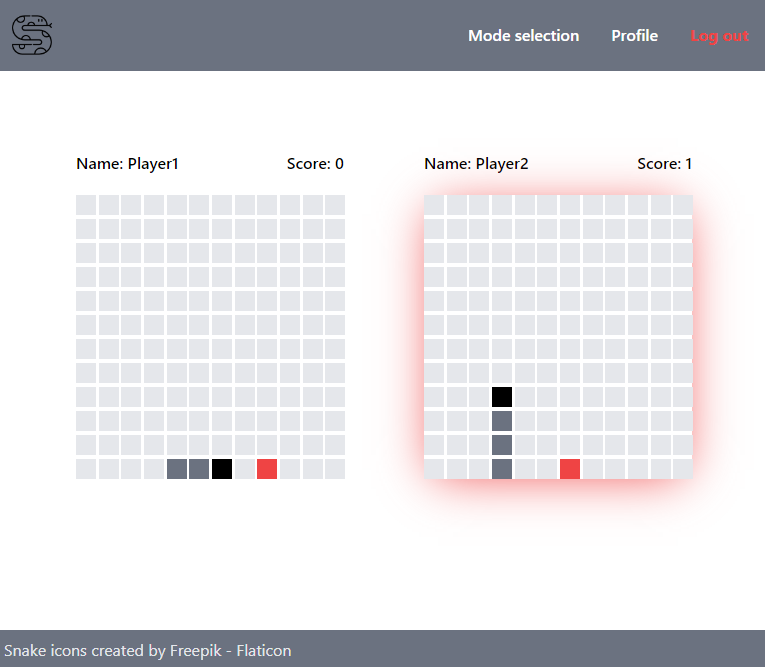 Mode selection Profile Log out
Name: Player1 Score: 0 Name: Player2 Score: 1
Snake icons created by Freepik - Flaticon